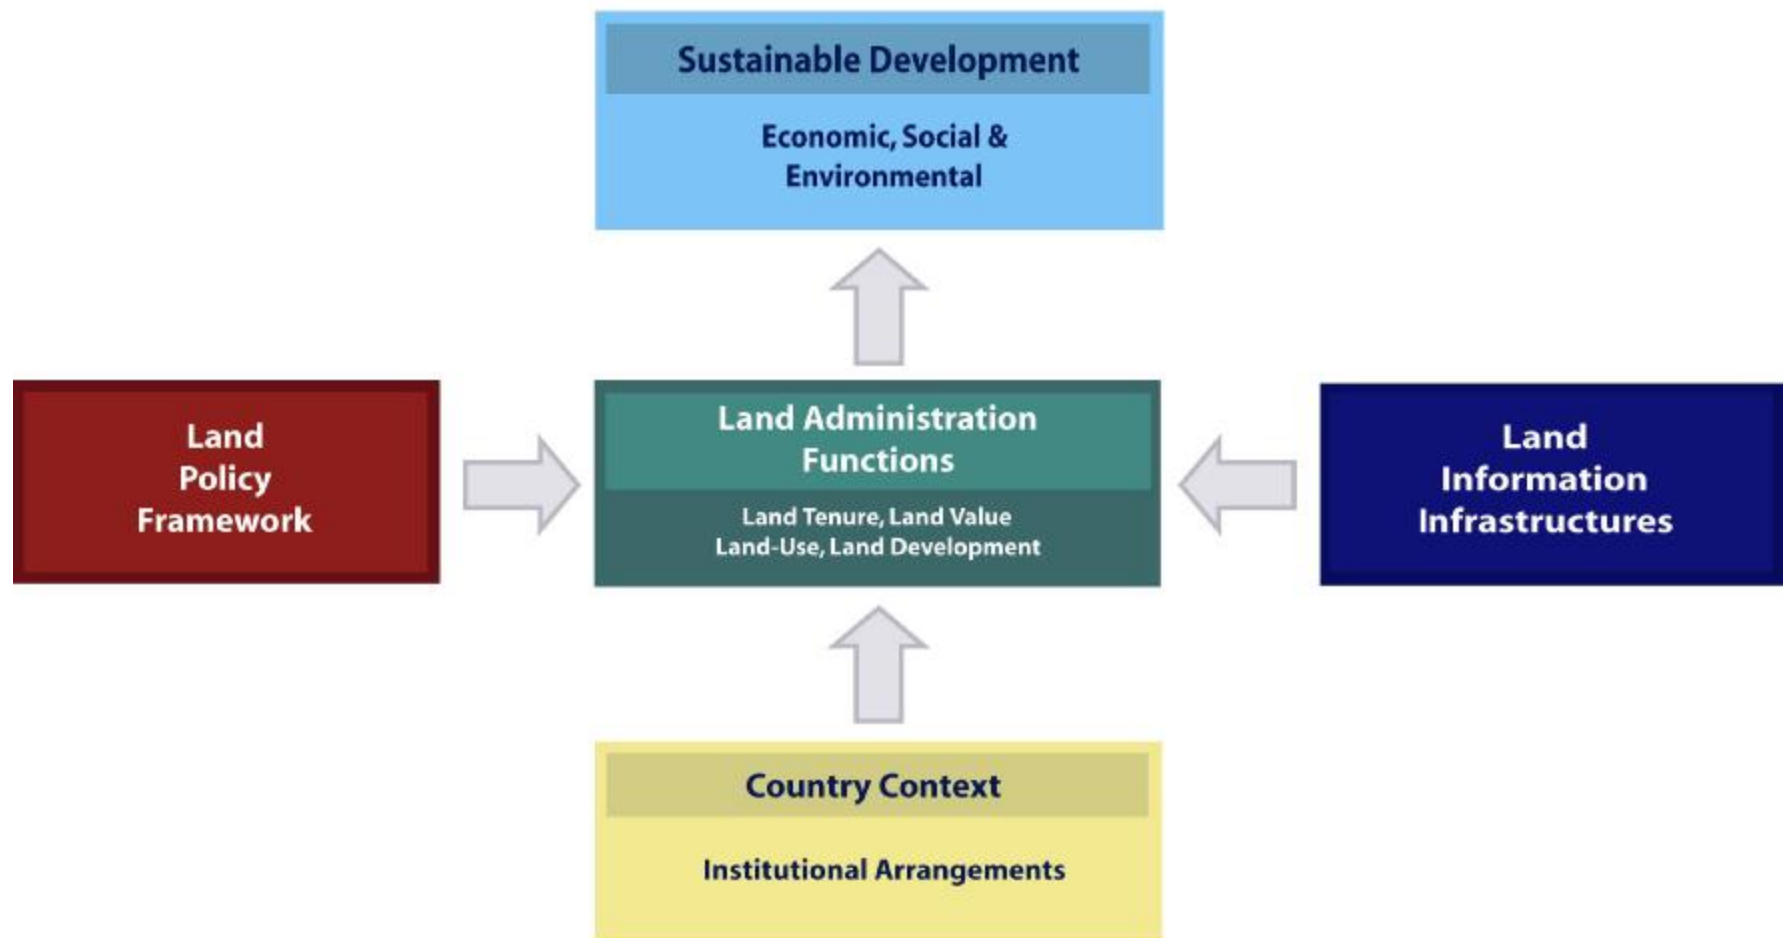 Sustainable Development
Economic, Social &
Environmental
Land
Policy
Framework
Land Administration
Functions
Land Tenure, Land Value
Land-Use, Land Development
Land
Information
Infrastructures
Country Context
Institutional Arrangements